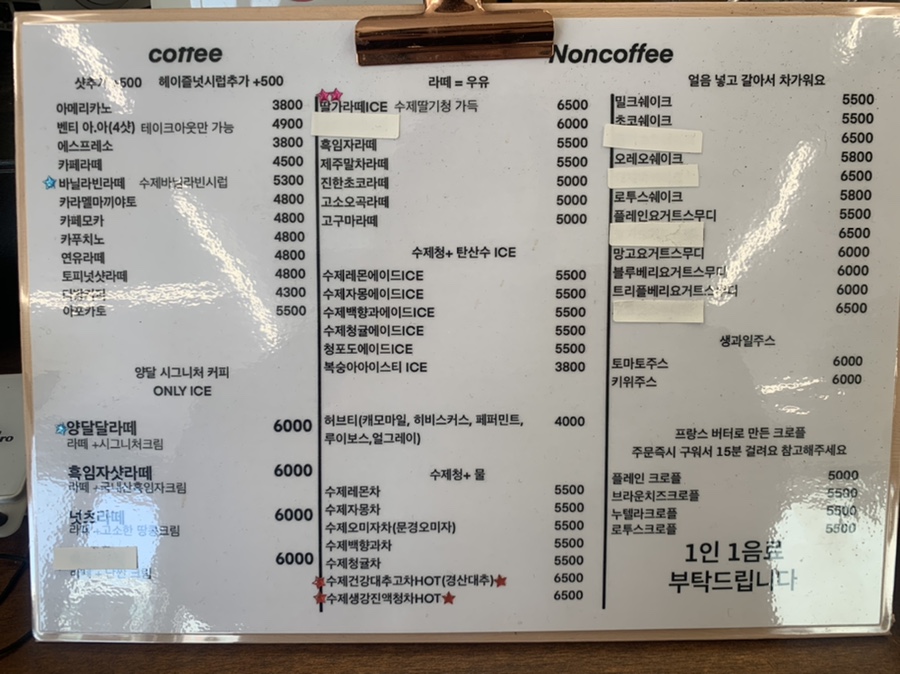 coffee
샷추가 +500 헤이즐넛시럽추가 +500
아메리카노 3800
벤티 아.아(4샷) 테이크아웃만 가능 4900
에스프레소 3800
카페라떼 4500
바닐라빈라떼 수제바닐라빈시럽 5300
카라멜마끼야토 4800
카페모카 4800
카푸치노 4800
연유라떼 4800
토피넛샷라떼 4800
4300
아포카토 5500
양달 시그니처 커피
ONLY ICE
양달달라떼 6000
라떼 +시그니처크림
흑임자샷라떼 6000
라떼 +국내산흑임자크림
넛츠라떼 6000
라떼 +고소한 땅콩크림
6000
라떼 + 크림
Noncoffee
라떼 = 우유
딸기라떼ICE 수제딸기청 가득 6500
6000
흑임자라떼 5500
제주말차라떼 5500
진한초코라떼 5000
고소오곡라떼 5000
고구마라떼 5000
수제청+ 탄산수 ICE
수제레몬에이드ICE 5500
수제자몽에이드ICE 5500
수제백향과에이드ICE 5500
수제청귤에이드ICE 5500
청포도에이드ICE 5500
복숭아아이스티 ICE 3800
허브티(캐모마일, 히비스커스, 페퍼민트, 4000
루이보스,얼그레이)
수제청+ 물
수제레몬차 5500
수제자몽차 5500
수제오미자차(문경오미자) 5500
수제백향과차 5500
수제청귤차 5500
수제건강대추고차HOT(경산대추) 6500
수제생강진액청차HOT 6500
얼음 넣고 갈아서 차가워요
밀크쉐이크 5500
초코쉐이크 5500
6500
오레오쉐이크 5800
6500
로투스쉐이크 5800
플레인요거트스무디 5500
6500
망고요거트스무디 6000
블루베리요거트스무디 6000
트리플베리요거트스무디 6000
6500
생과일주스
토마토주스 6000
키위주스 6000
프랑스 버터로 만든 크로플
주문즉시 구워서 15분 걸려요 참고해주세요
플레인 크로플 5000
브라운치즈크로플 5500
누텔라크로플 5500
로투스크로플 5500
1인 1음료
부탁드립니다